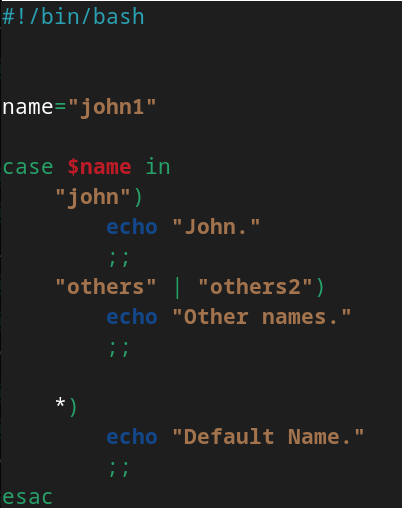 #!/bin/bash
name="john1"
case $name in
    "john")
        echo "John."
        ;;
    "others" | "others2")
        echo "Other names."
        ;;
    *)
        echo "Default Name."
        ;;
esac